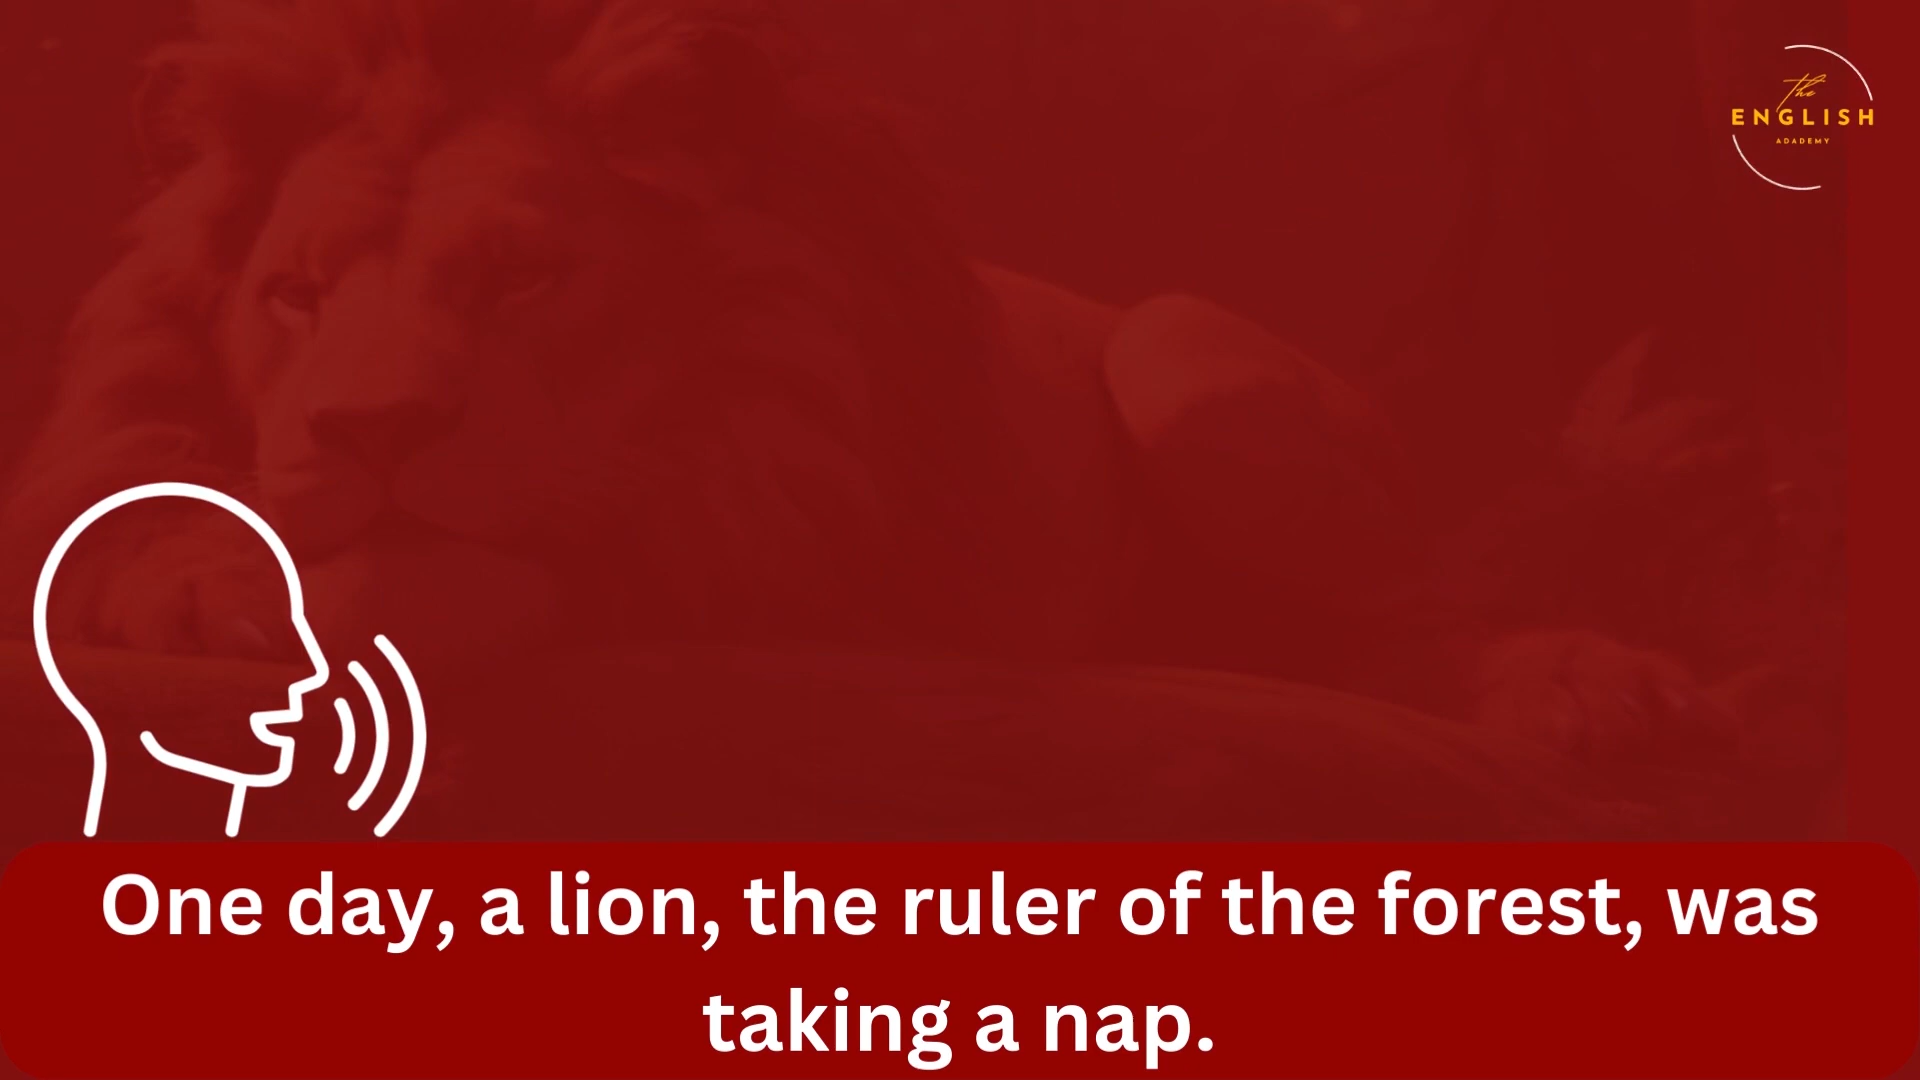 the
ENGLISH
ADADEMY
One day, a lion, the ruler of the forest, was
taking a nap.